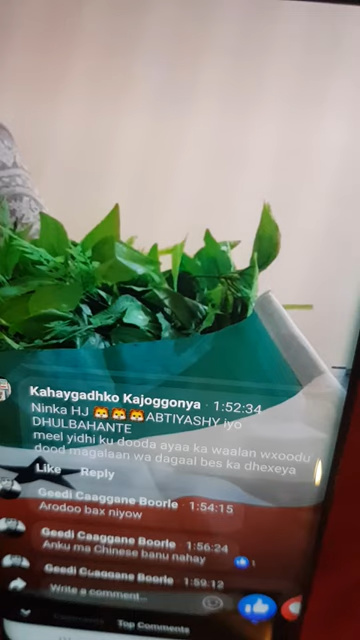 Kahaygadhko Kajoggonya · 1:52:34
Ninka HJ 🐯🐯🐯ABTIYASHY iyo
DHULBAHANTE
meel yidhi ku dooda ayaa ka waalan wxoodu
dood magalaan wa dagaal bes ka dhexeya
Like Reply
Geedi Caaggane Boorle · 1:54:15
Arodoo bax niyow
Geedi Caaggane Boorle · 1:56:24
Anku ma Chinese banu nahay
1
Geedi Caaggane Boorle · 1:59:12
Write a comment...
Top Comments